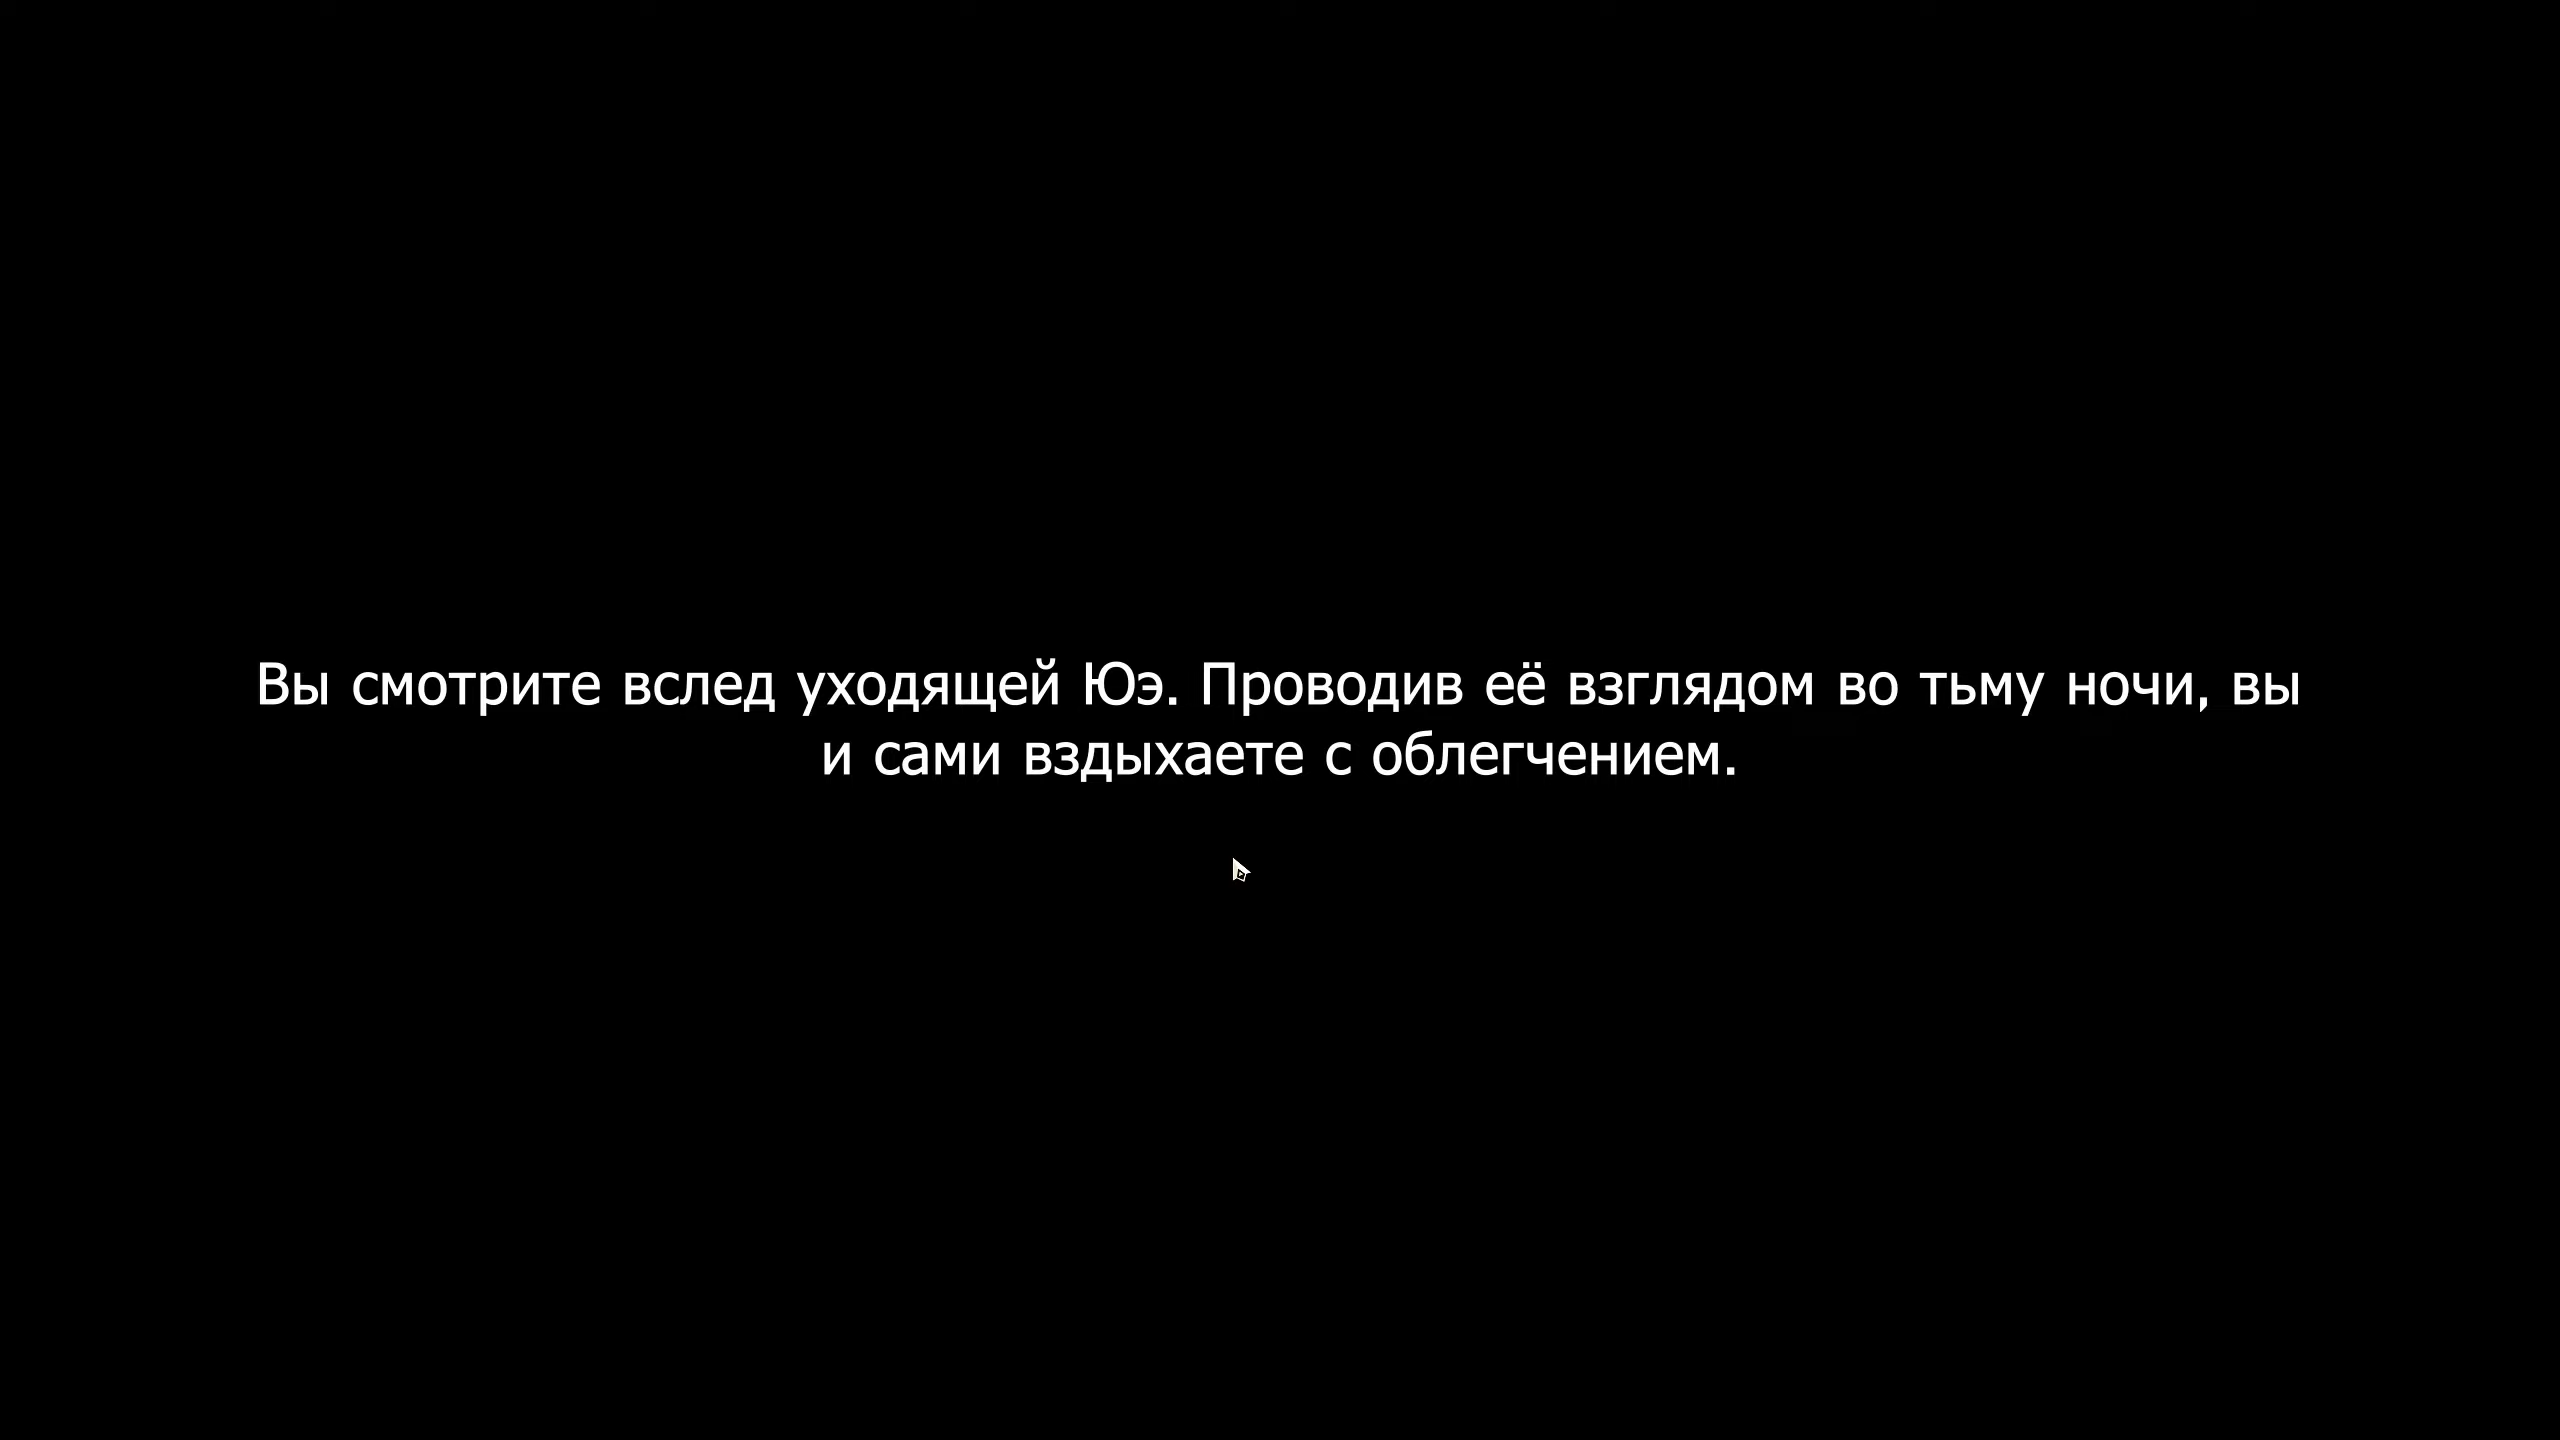 Вы смотрите вслед уходящей Юэ. Проводив её взглядом во тьму ночи, вы
и сами вздыхаете с облегчением.